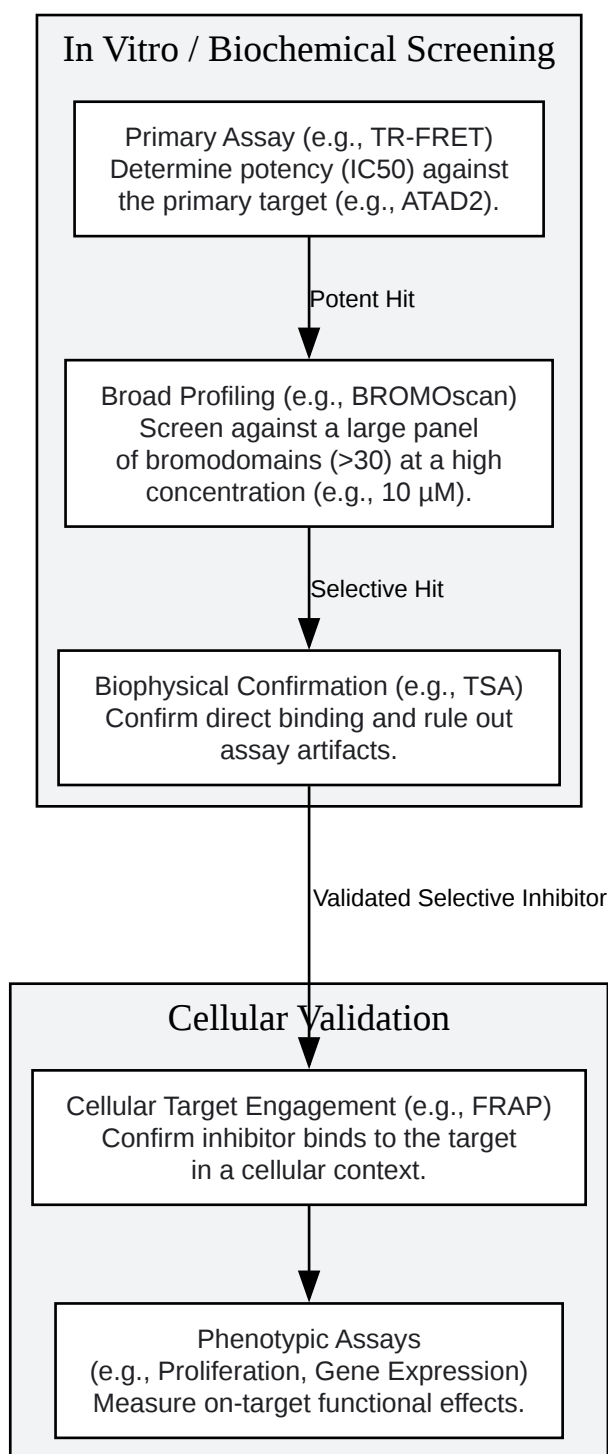 In Vitro / Biochemical Screening
Primary Assay (e.g., TR-FRET)
Determine potency (IC50) against
the primary target (e.g., ATAD2).
Potent Hit
Broad Profiling (e.g., BROMOscan)
Screen against a large panel
of bromodomains (>30) at a high
concentration (e.g., 10 µM).
Selective Hit
Biophysical Confirmation (e.g., TSA)
Confirm direct binding and rule out
assay artifacts.
Validated Selective Inhibitor
Cellular Validation
Cellular Target Engagement (e.g., FRAP)
Confirm inhibitor binds to the target
in a cellular context.
Phenotypic Assays
(e.g., Proliferation, Gene Expression)
Measure on-target functional effects.